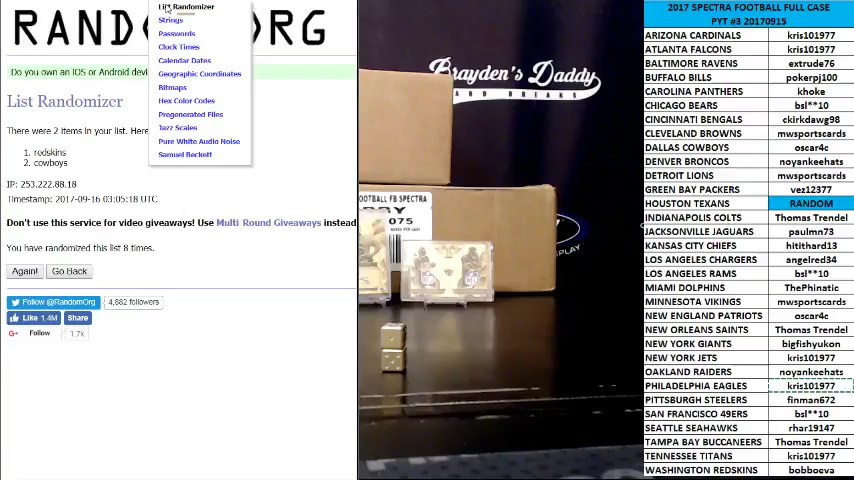 List Randomizer
Strings
Passwords
Clock Times
Calendar Dates
Geographic Coordinates
Bitmaps
Hex Color Codes
Pregenerated Files
Jazz Scales
Pure White Audio Noise
Samuel Beckett
Do you own an iOS or Android devi
List Randomizer
There were 2 items in your list. Here
1. redskins
2. cowboys
IP: 253.222.88.18
Timestamp: 2017-09-16 03:05:18 UTC
Don't use this service for video giveaways! Use Multi Round Giveaways instead
You have randomized this list 8 times.
Again! Go Back
Follow @RandomOrg 4,882 followers
Like 1.4M Share
G+ Follow 1.7k
Brayden's Daddy
AND BREAKS
FOOTBALL FB SPECTRA
075
PLAY
2017 SPECTRA FOOTBALL FULL CASE
PYT #3 20170915
ARIZONA CARDINALS kris101977
ATLANTA FALCONS kris101977
BALTIMORE RAVENS extrude76
BUFFALO BILLS pokerpj100
CAROLINA PANTHERS khoke
CHICAGO BEARS bsl**10
CINCINNTI BENGALS ckirkdawg98
CLEVELAND BROWNS mwsportscards
DALLAS COWBOYS oscar4c
DENVER BRONCOS noyankeehats
DETROIT LIONS mwsportscards
GREEN BAY PACKERS vez12377
HOUSTON TEXANS RANDOM
INDIANAPOLIS COLTS Thomas Trendel
JACKSONVILLE JAGUARS paulmn73
KANSAS CITY CHIEFS hitithard13
LOS ANGELES CHARGERS angelred34
LOS ANGELES RAMS bsl**10
MIAMI DOLPHINS ThePhinatic
MINNESOTA VIKINGS mwsportscards
NEW ENGLAND PATRIOTS oscar4c
NEW ORLEANS SAINTS Thomas Trendel
NEW YORK GIANTS bigfishyukon
NEW YORK JETS kris101977
OAKLAND RAIDERS noyankeehats
PHILADELPHIA EAGLES kris101977
PITTSBURGH STEELERS finman672
SAN FRANCISCO 49ERS bsl**10
SEATTLE SEAHAWKS rhar19147
TAMPA BAY BUCCANEERS Thomas Trendel
TENNESSEE TITANS kris101977
WASHINGTON REDSKINS bobboeva